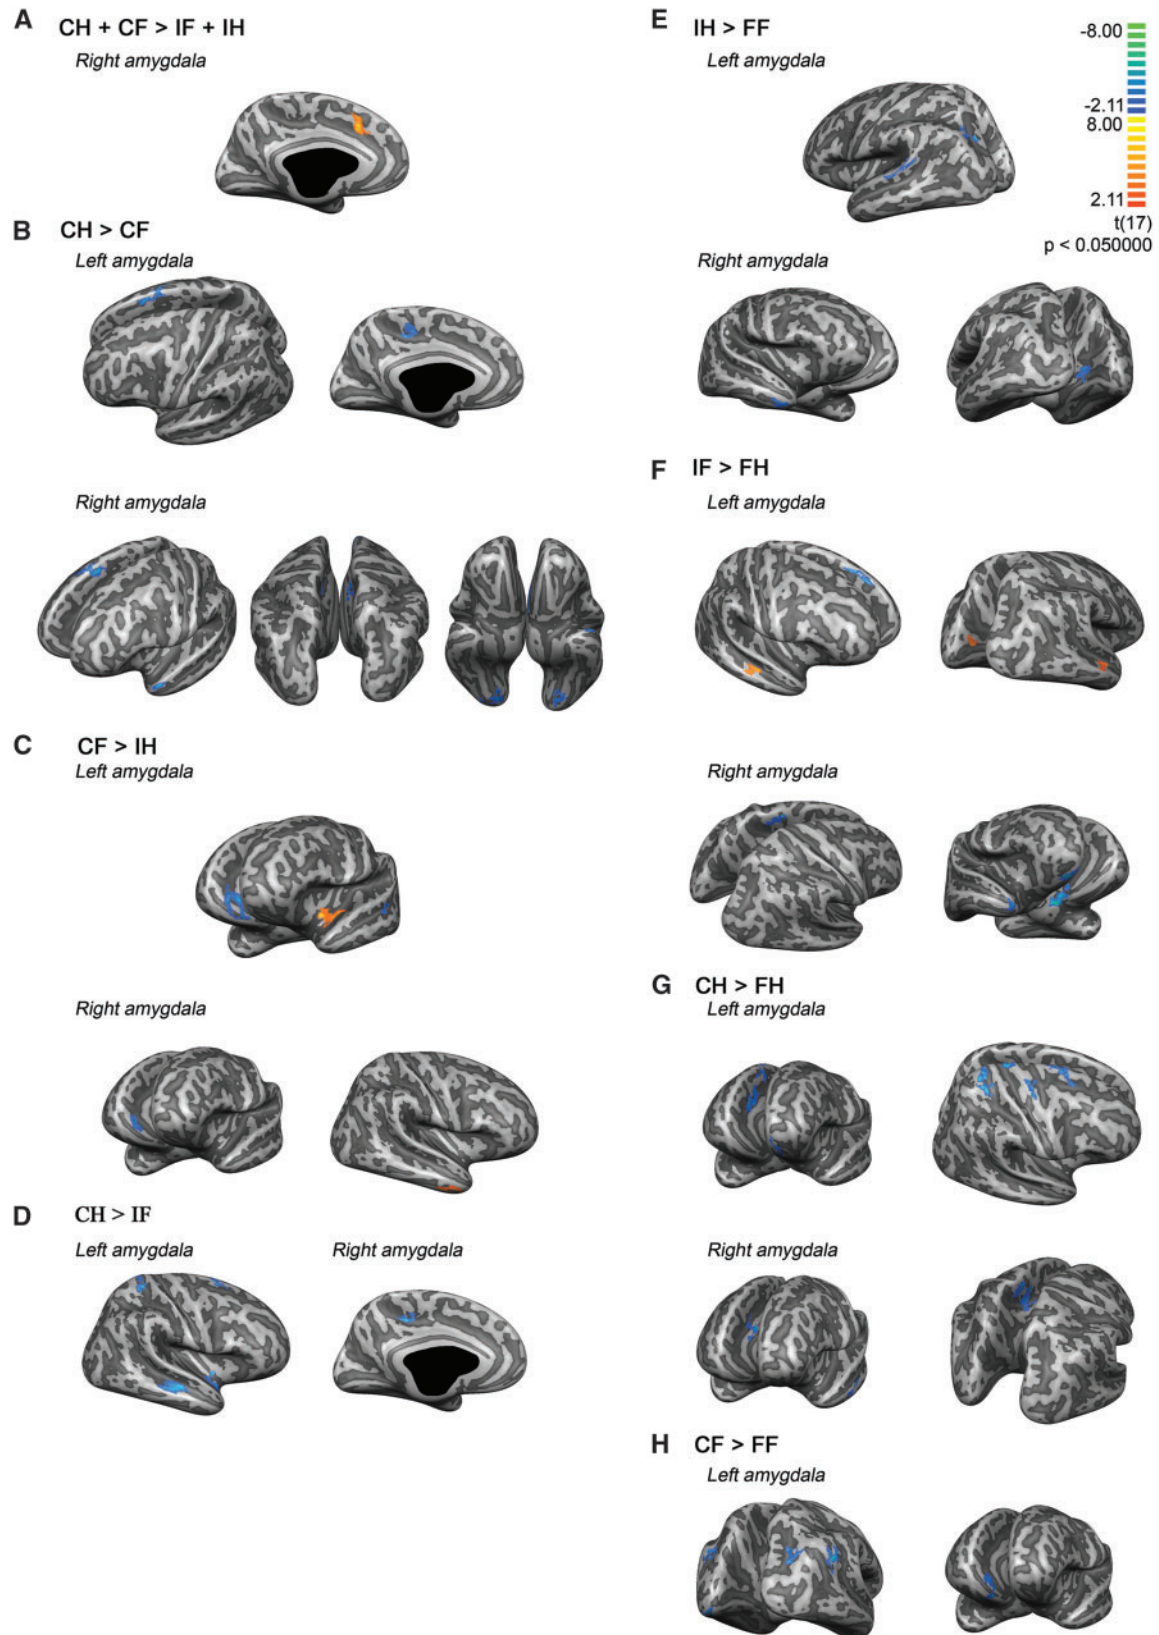 A CH + CF > IF + IH
Right amygdala
B CH > CF
Left amygdala
Right amygdala
C CF > IH
Left amygdala
Right amygdala
D CH > IF
Left amygdala Right amygdala
E IH > FF
Left amygdala
-8.00
-2.11
8.00
2.11
t(17)
p < 0.050000
Right amygdala
F IF > FH
Left amygdala
Right amygdala
G CH > FH
Left amygdala
Right amygdala
H CF > FF
Left amygdala